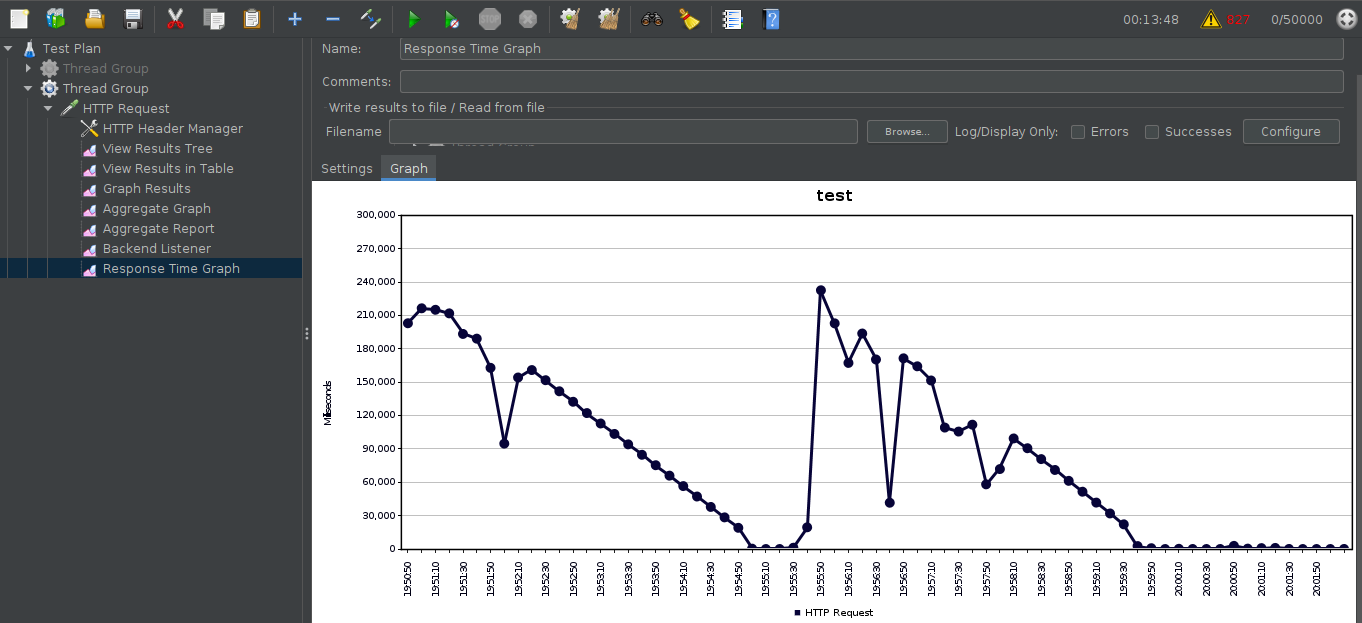 STOP
00:13:48
827
0/50000
Test Plan
Thread Group
Thread Group
HTTP Request
HTTP Header Manager
View Results Tree
View Results in Table
Graph Results
Aggregate Graph
Aggregate Report
Backend Listener
Response Time Graph
Name: Response Time Graph
Comments:
Write results to file / Read from file
Filename Browse... Log/Display Only: Errors Successes Configure
Settings Graph
test
300,000
270,000
240,000
210,000
180,000
150,000
120,000
90,000
60,000
30,000
0
Milliseconds
19:50:50 19:51:10 19:51:30 19:51:50 19:52:10 19:52:30 19:52:50 19:53:10 19:53:30 19:53:50 19:54:10 19:54:30 19:54:50 19:55:10 19:55:30 19:55:50 19:56:10 19:56:30 19:56:50 19:57:10 19:57:30 19:57:50 19:58:10 19:58:30 19:58:50 19:59:10 19:59:30 19:59:50 20:00:10 20:00:30 20:00:50 20:01:10 20:01:30 20:01:50
HTTP Request